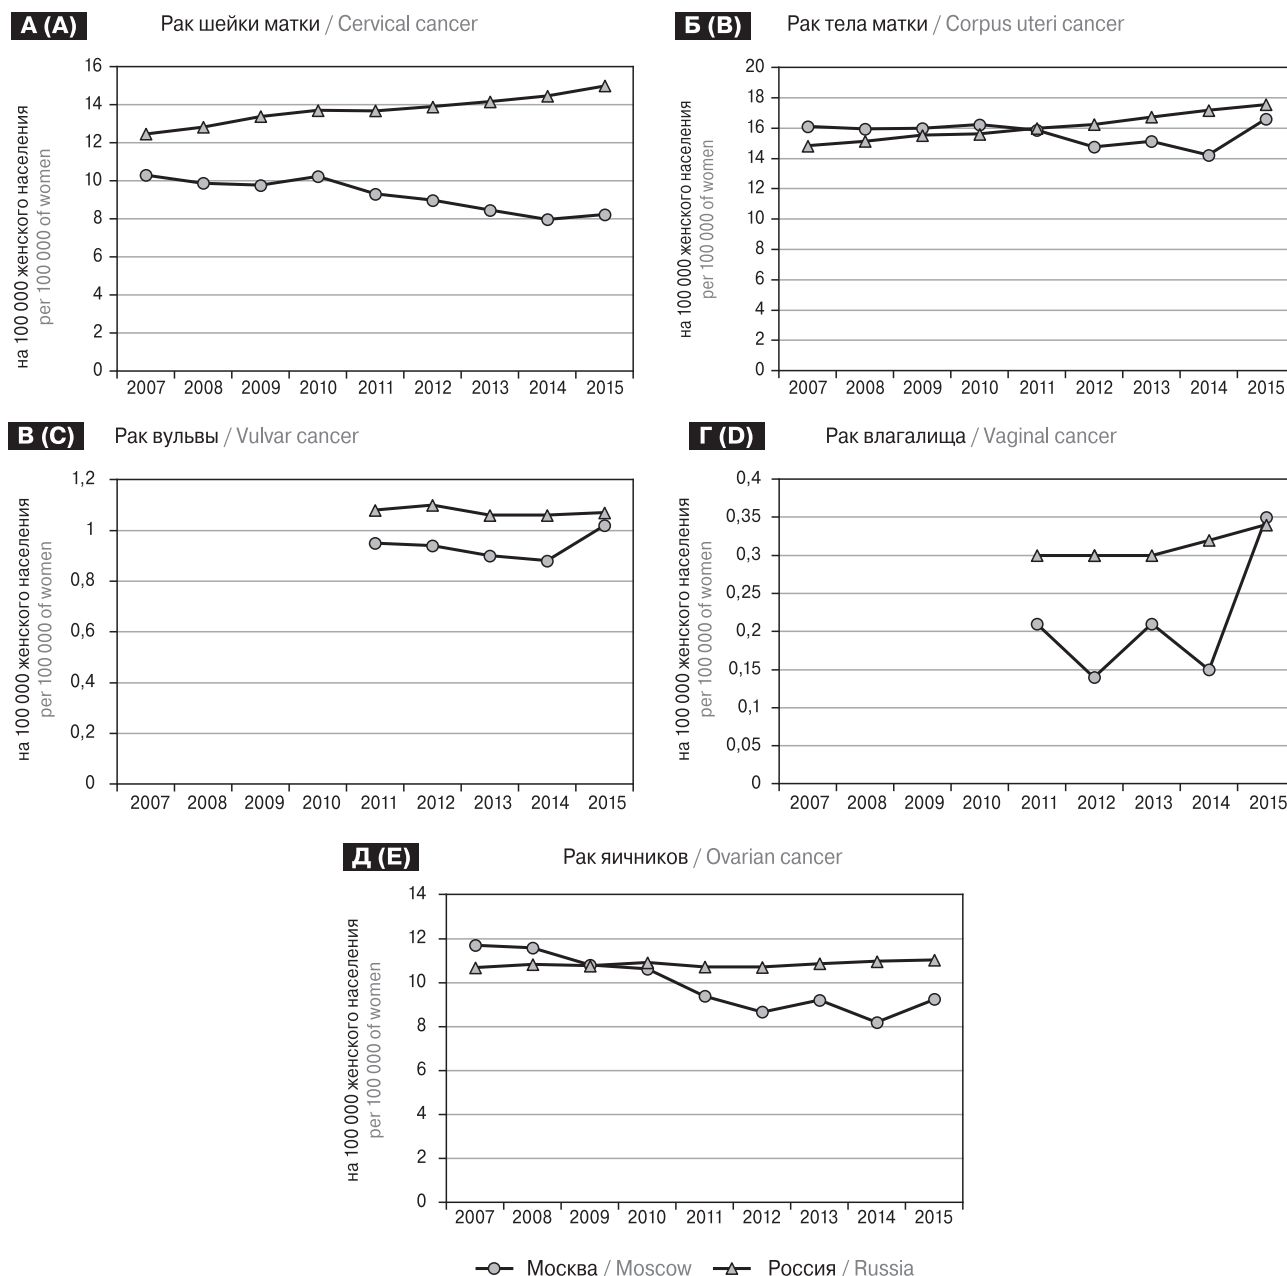 А (A) Рак шейки матки / Cervical cancer
на 100 000 женского населения
per 100 000 of women
16
14
12
10
8
6
4
2
0
2007 2008 2009 2010 2011 2012 2013 2014 2015
Б (B) Рак тела матки / Corpus uteri cancer
на 100 000 женского населения
per 100 000 of women
20
18
16
14
12
10
8
6
4
2
0
2007 2008 2009 2010 2011 2012 2013 2014 2015
В (C) Рак вульвы / Vulvar cancer
на 100 000 женского населения
per 100 000 of women
1,2
1
0,8
0,6
0,4
0,2
0
2007 2008 2009 2010 2011 2012 2013 2014 2015
Г (D) Рак влагалища / Vaginal cancer
на 100 000 женского населения
per 100 000 of women
0,4
0,35
0,3
0,25
0,2
0,15
0,1
0,05
0
2007 2008 2009 2010 2011 2012 2013 2014 2015
Д (E) Рак яичников / Ovarian cancer
на 100 000 женского населения
per 100 000 of women
14
12
10
8
6
4
2
0
2007 2008 2009 2010 2011 2012 2013 2014 2015
Москва / Moscow Россия / Russia